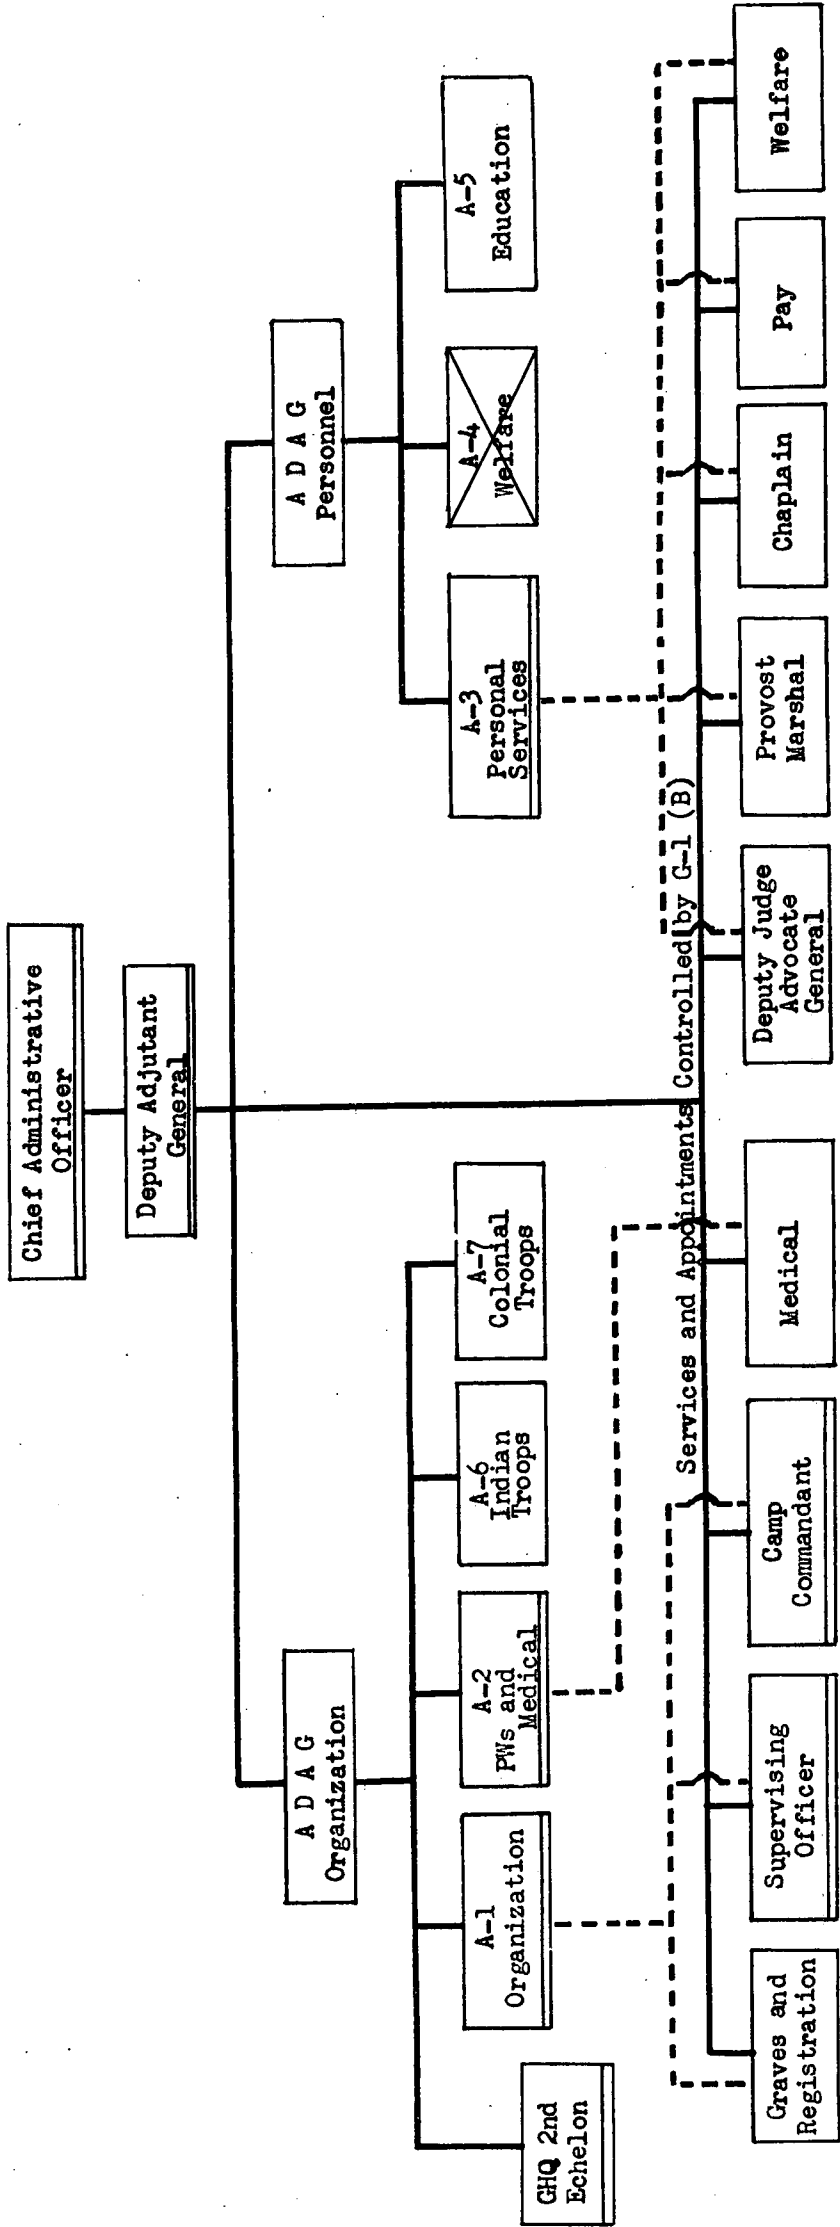 Chief Administrative
Officer
Deputy Adjutant
General
A D A G
Organization
A D A G
Personnel
GHQ 2nd
Echelon
A-1
Organization
A-2
PWs and
Medical
A-6
Indian
Troops
A-7
Colonial
Troops
A-3
Personal
Services
A-4
Welfare
A-5
Education
Services and Appointments Controlled by G-1 (B)
Graves and
Registration
Supervising
Officer
Camp
Commandant
Medical
Deputy Judge
Advocate
General
Provost
Marshal
Chaplain
Pay
Welfare